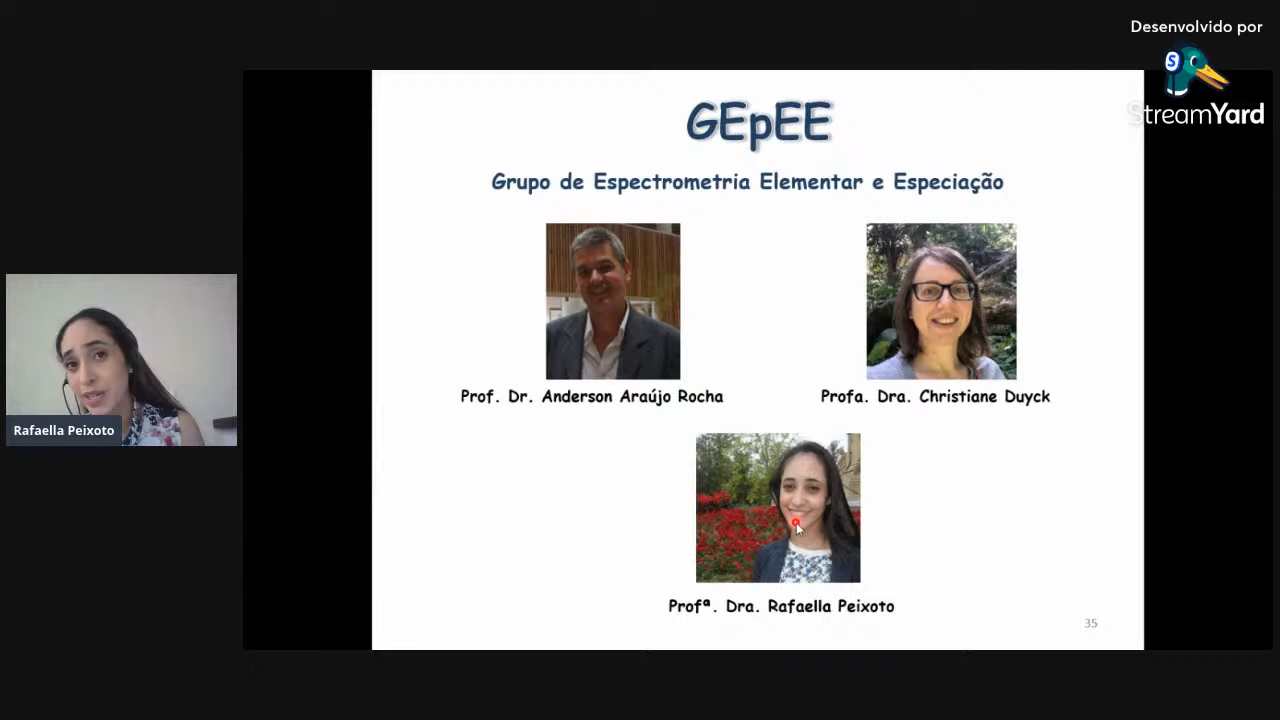 Desenvolvido por
StreamYard
GEpEE
Grupo de Espectrometria Elementar e Especiação
Prof. Dr. Anderson Araújo Rocha
Profa. Dra. Christiane Duyck
Rafaella Peixoto
Profª. Dra. Rafaella Peixoto
35